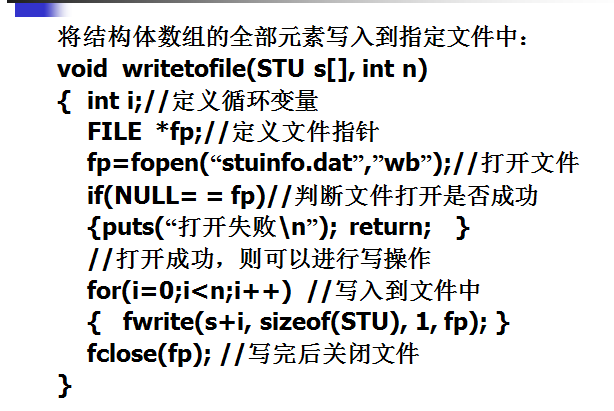 将结构体数组的全部元素写入到指定文件中：
void writetofile(STU s[], int n)
{ int i;//定义循环变量
FILE *fp;//定义文件指针
fp=fopen(“stuinfo.dat”,”wb”);//打开文件
if(NULL= = fp)//判断文件打开是否成功
{puts(“打开失败\n”); return; }
//打开成功，则可以进行写操作
for(i=0;i<n;i++) //写入到文件中
{ fwrite(s+i, sizeof(STU), 1, fp); }
fclose(fp); //写完后关闭文件
}